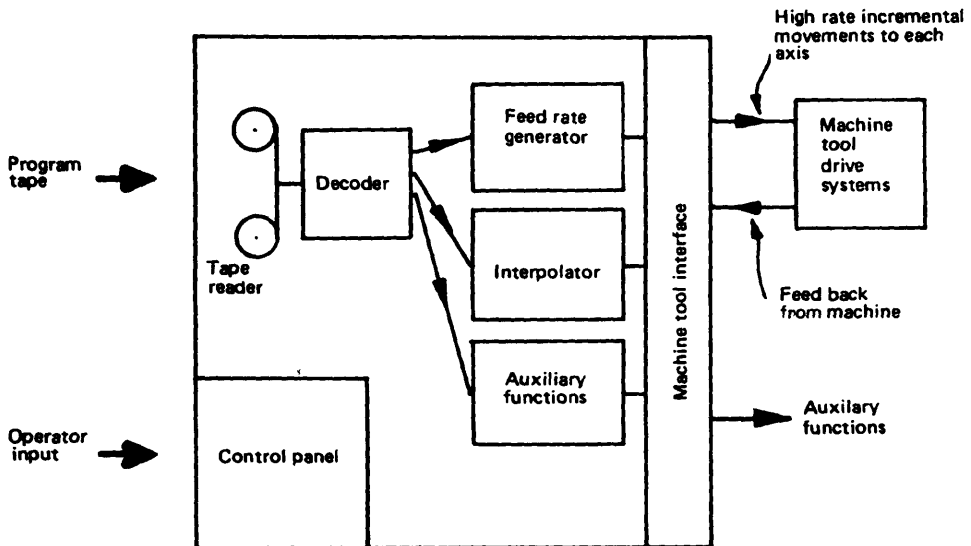 High rate incremental
movements to each
axis
Program
tape
Tape
reader
Decoder
Feed rate
generator
Interpolator
Auxiliary
functions
Machine tool interface
Machine
tool
drive
systems
Feed back
from machine
Auxilary
functions
Operator
input
Control panel